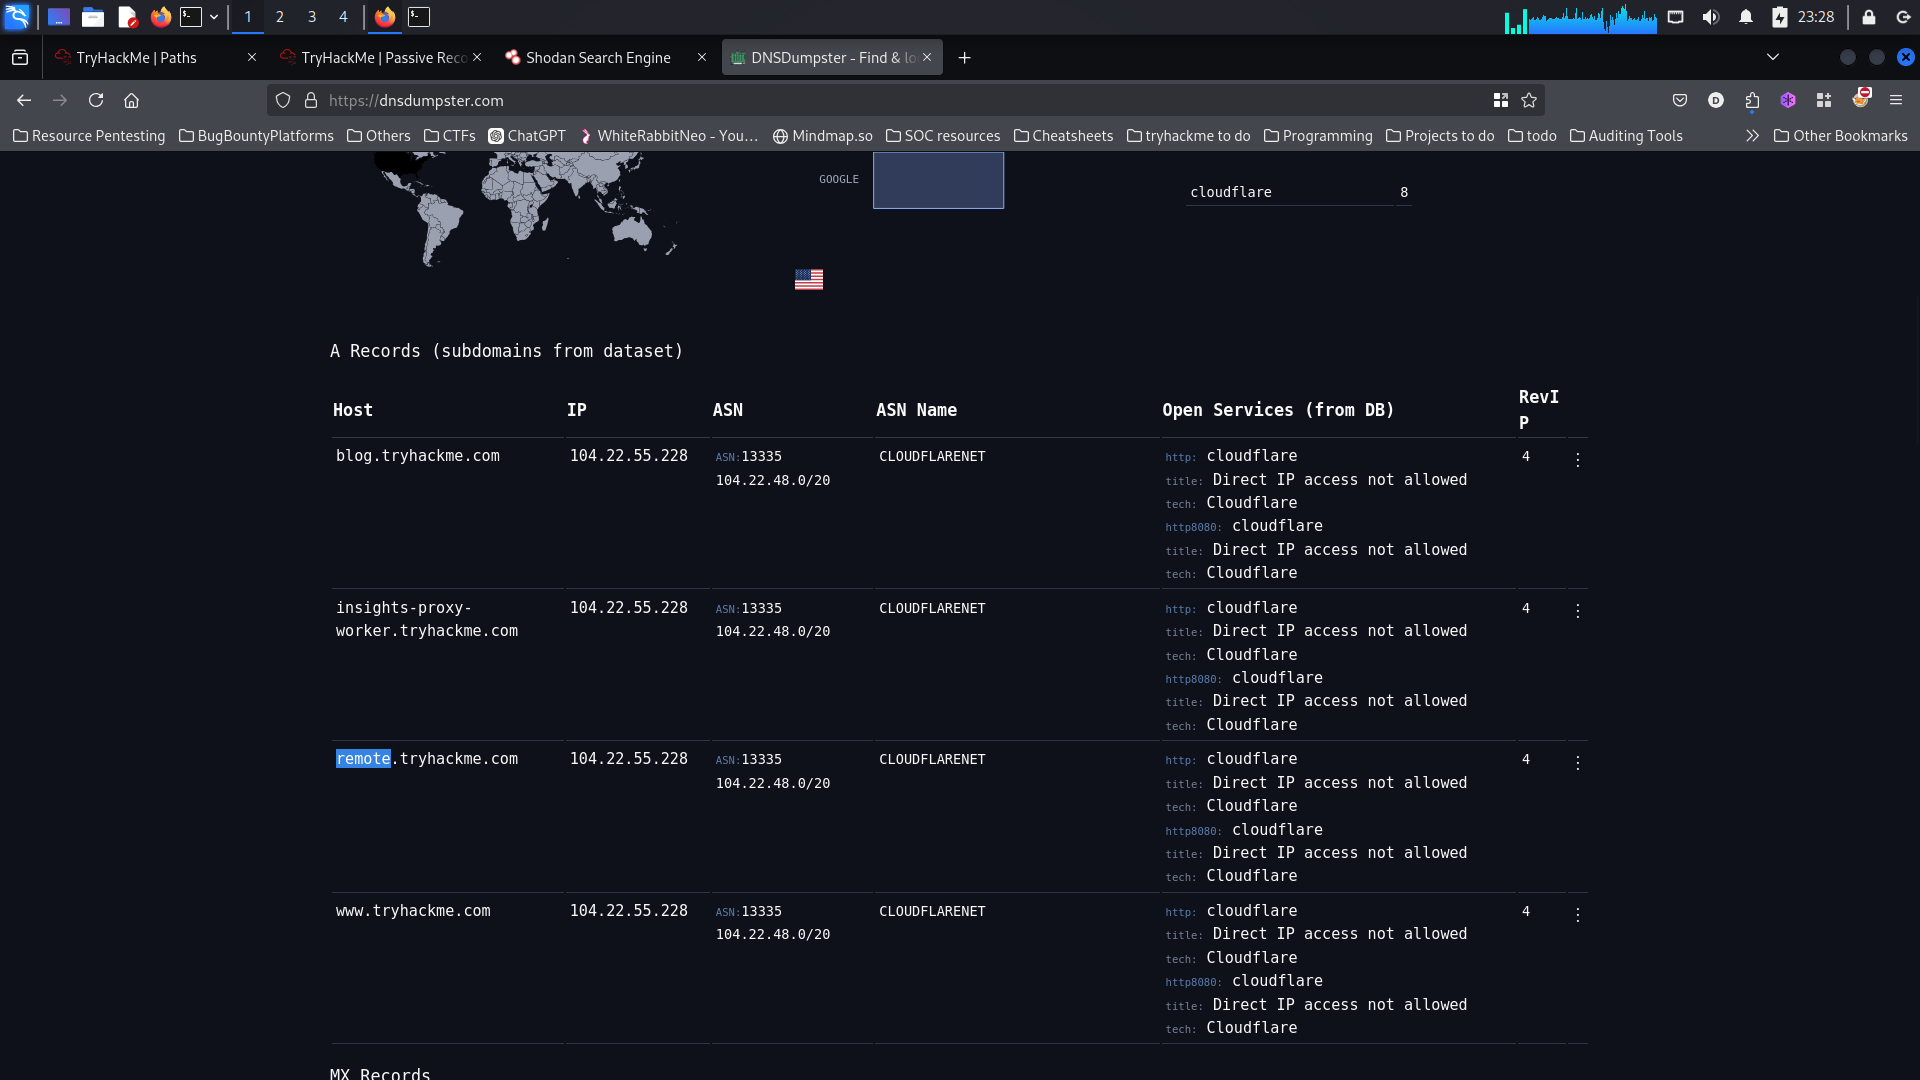 1 2 3 4 23:28
TryHackMe | Paths TryHackMe | Passive Reco Shodan Search Engine DNSDumpster - Find & lo
https://dnsdumpster.com
Resource Pentesting BugBountyPlatforms Others CTFs ChatGPT WhiteRabbitNeo - You... Mindmap.so SOC resources Cheatsheets tryhackme to do Programming Projects to do todo Auditing Tools Other Bookmarks
GOOGLE
cloudflare 8
A Records (subdomains from dataset)
Host IP ASN ASN Name Open Services (from DB) RevI
P
blog.tryhackme.com 104.22.55.228 ASN:13335 CLOUDFLARENET http: cloudflare 4
104.22.48.0/20 title: Direct IP access not allowed
tech: Cloudflare
http8080: cloudflare
title: Direct IP access not allowed
tech: Cloudflare
insights-proxy- 104.22.55.228 ASN:13335 CLOUDFLARENET http: cloudflare 4
worker.tryhackme.com 104.22.48.0/20 title: Direct IP access not allowed
tech: Cloudflare
http8080: cloudflare
title: Direct IP access not allowed
tech: Cloudflare
remote.tryhackme.com 104.22.55.228 ASN:13335 CLOUDFLARENET http: cloudflare 4
104.22.48.0/20 title: Direct IP access not allowed
tech: Cloudflare
http8080: cloudflare
title: Direct IP access not allowed
tech: Cloudflare
www.tryhackme.com 104.22.55.228 ASN:13335 CLOUDFLARENET http: cloudflare 4
104.22.48.0/20 title: Direct IP access not allowed
tech: Cloudflare
http8080: cloudflare
title: Direct IP access not allowed
tech: Cloudflare
MX Records